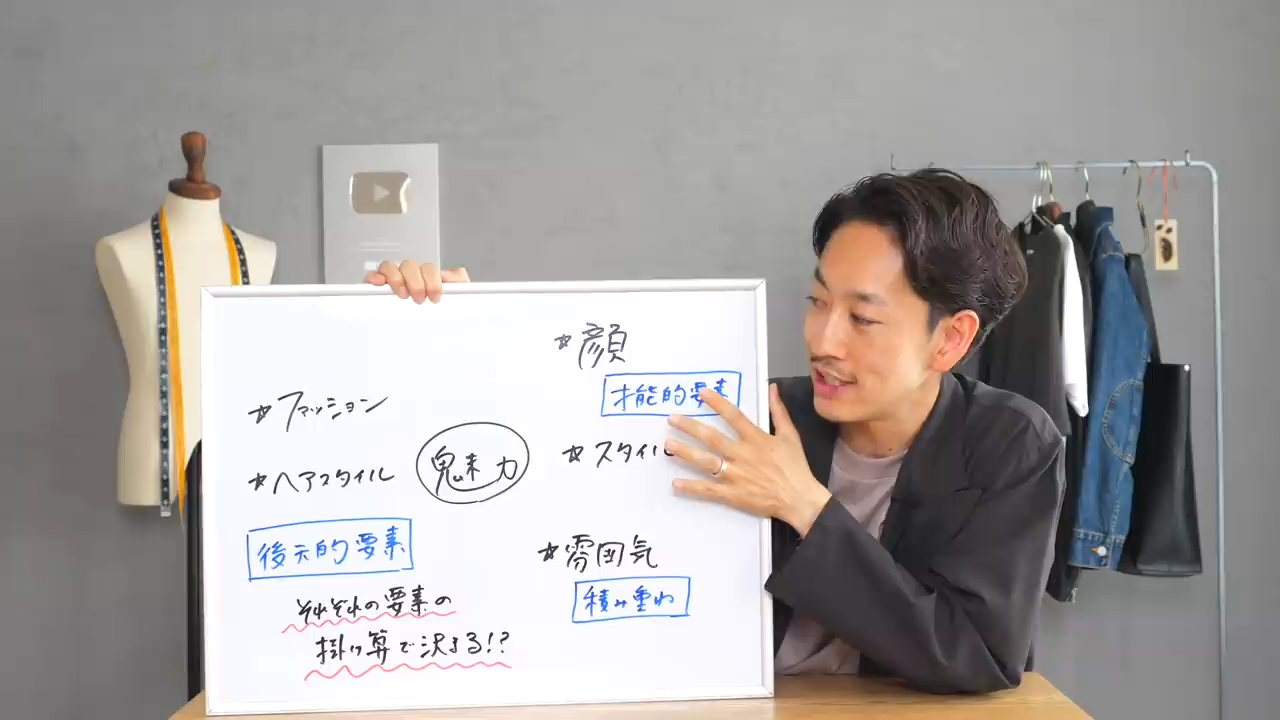 ☆顔
才能的要素
☆ファッション
☆スタイル
☆ヘアスタイル
魅力
後天的要素
☆雰囲気
積み重ね
それぞれの要素の
掛け算で決まる!?